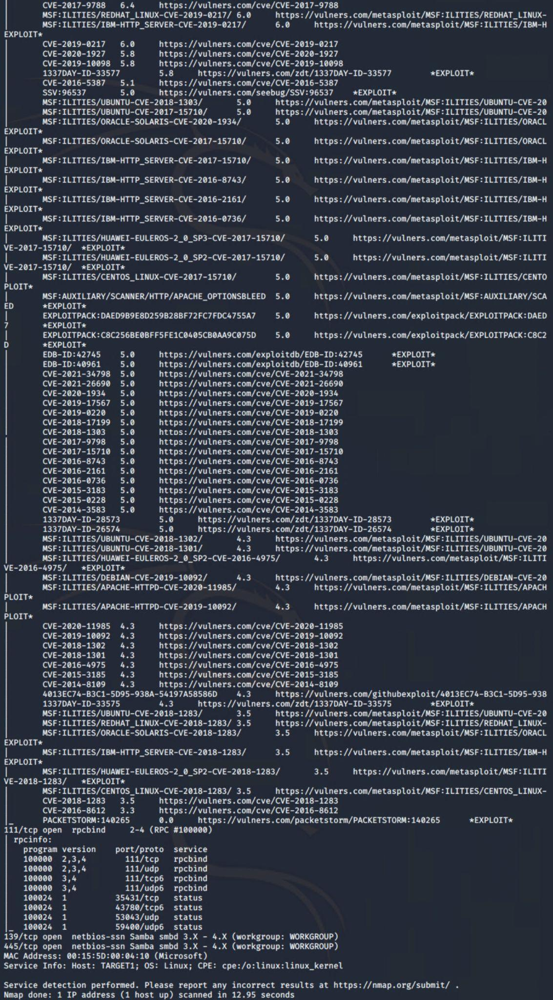 |       CVE-2017-9788   6.4     https://vulners.com/cve/CVE-2017-9788
|       MSF:ILITIES/REDHAT_LINUX-CVE-2019-0217/ 6.0     https://vulners.com/metasploit/MSF:ILITIES/REDHAT_LINUX-
|       MSF:ILITIES/IBM-HTTP_SERVER-CVE-2019-0217/      6.0     https://vulners.com/metasploit/MSF:ILITIES/IBM-H
EXPLOIT*
|       CVE-2019-0217   6.0     https://vulners.com/cve/CVE-2019-0217
|       CVE-2020-1927   5.8     https://vulners.com/cve/CVE-2020-1927
|       CVE-2019-10098  5.8     https://vulners.com/cve/CVE-2019-10098
|       1337DAY-ID-33577        5.8     https://vulners.com/zdt/1337DAY-ID-33577        *EXPLOIT*
|       CVE-2016-5387   5.1     https://vulners.com/cve/CVE-2016-5387
|       SSV:96537       5.0     https://vulners.com/seebug/SSV:96537    *EXPLOIT*
|       MSF:ILITIES/UBUNTU-CVE-2018-1303/       5.0     https://vulners.com/metasploit/MSF:ILITIES/UBUNTU-CVE-20
|       MSF:ILITIES/UBUNTU-CVE-2017-15710/      5.0     https://vulners.com/metasploit/MSF:ILITIES/UBUNTU-CVE-20
|       MSF:ILITIES/ORACLE-SOLARIS-CVE-2020-1934/       5.0     https://vulners.com/metasploit/MSF:ILITIES/ORACL
EXPLOIT*
|       MSF:ILITIES/ORACLE-SOLARIS-CVE-2017-15710/      5.0     https://vulners.com/metasploit/MSF:ILITIES/ORACL
EXPLOIT*
|       MSF:ILITIES/IBM-HTTP_SERVER-CVE-2017-15710/     5.0     https://vulners.com/metasploit/MSF:ILITIES/IBM-H
EXPLOIT*
|       MSF:ILITIES/IBM-HTTP_SERVER-CVE-2016-8743/      5.0     https://vulners.com/metasploit/MSF:ILITIES/IBM-H
EXPLOIT*
|       MSF:ILITIES/IBM-HTTP_SERVER-CVE-2016-2161/      5.0     https://vulners.com/metasploit/MSF:ILITIES/IBM-H
EXPLOIT*
|       MSF:ILITIES/IBM-HTTP_SERVER-CVE-2016-0736/      5.0     https://vulners.com/metasploit/MSF:ILITIES/IBM-H
EXPLOIT*
|       MSF:ILITIES/HUAWEI-EULEROS-2_0_SP3-CVE-2017-15710/      5.0     https://vulners.com/metasploit/MSF:ILITI
VE-2017-15710/  *EXPLOIT*
|       MSF:ILITIES/HUAWEI-EULEROS-2_0_SP2-CVE-2017-15710/      5.0     https://vulners.com/metasploit/MSF:ILITI
VE-2017-15710/  *EXPLOIT*
|       MSF:ILITIES/CENTOS_LINUX-CVE-2017-15710/        5.0     https://vulners.com/metasploit/MSF:ILITIES/CENTO
PLOIT*
|       MSF:AUXILIARY/SCANNER/HTTP/APACHE_OPTIONSBLEED  5.0     https://vulners.com/metasploit/MSF:AUXILIARY/SCA
ED      *EXPLOIT*
|       EXPLOITPACK:DAED9B9E8D259B28BF72FC7FDC4755A7    5.0     https://vulners.com/exploitpack/EXPLOITPACK:DAED
7       *EXPLOIT*
|       EXPLOITPACK:C8C256BE0BFF5FE1C0405CB0AA9C075D    5.0     https://vulners.com/exploitpack/EXPLOITPACK:C8C2
D       *EXPLOIT*
|       EDB-ID:42745    5.0     https://vulners.com/exploitdb/EDB-ID:42745      *EXPLOIT*
|       EDB-ID:40961    5.0     https://vulners.com/exploitdb/EDB-ID:40961      *EXPLOIT*
|       CVE-2021-34798  5.0     https://vulners.com/cve/CVE-2021-34798
|       CVE-2021-26690  5.0     https://vulners.com/cve/CVE-2021-26690
|       CVE-2020-1934   5.0     https://vulners.com/cve/CVE-2020-1934
|       CVE-2019-17567  5.0     https://vulners.com/cve/CVE-2019-17567
|       CVE-2019-0220   5.0     https://vulners.com/cve/CVE-2019-0220
|       CVE-2018-17199  5.0     https://vulners.com/cve/CVE-2018-17199
|       CVE-2018-1303   5.0     https://vulners.com/cve/CVE-2018-1303
|       CVE-2017-9798   5.0     https://vulners.com/cve/CVE-2017-9798
|       CVE-2017-15710  5.0     https://vulners.com/cve/CVE-2017-15710
|       CVE-2016-8743   5.0     https://vulners.com/cve/CVE-2016-8743
|       CVE-2016-2161   5.0     https://vulners.com/cve/CVE-2016-2161
|       CVE-2016-0736   5.0     https://vulners.com/cve/CVE-2016-0736
|       CVE-2015-3183   5.0     https://vulners.com/cve/CVE-2015-3183
|       CVE-2015-0228   5.0     https://vulners.com/cve/CVE-2015-0228
|       CVE-2014-3583   5.0     https://vulners.com/cve/CVE-2014-3583
|       1337DAY-ID-28573        5.0     https://vulners.com/zdt/1337DAY-ID-28573        *EXPLOIT*
|       1337DAY-ID-26574        5.0     https://vulners.com/zdt/1337DAY-ID-26574        *EXPLOIT*
|       MSF:ILITIES/UBUNTU-CVE-2018-1302/       4.3     https://vulners.com/metasploit/MSF:ILITIES/UBUNTU-CVE-20
|       MSF:ILITIES/UBUNTU-CVE-2018-1301/       4.3     https://vulners.com/metasploit/MSF:ILITIES/UBUNTU-CVE-20
|       MSF:ILITIES/HUAWEI-EULEROS-2_0_SP2-CVE-2016-4975/       4.3     https://vulners.com/metasploit/MSF:ILITI
VE-2016-4975/   *EXPLOIT*
|       MSF:ILITIES/DEBIAN-CVE-2019-10092/      4.3     https://vulners.com/metasploit/MSF:ILITIES/DEBIAN-CVE-20
|       MSF:ILITIES/APACHE-HTTPD-CVE-2020-11985/        4.3     https://vulners.com/metasploit/MSF:ILITIES/APACH
PLOIT*
|       MSF:ILITIES/APACHE-HTTPD-CVE-2019-10092/        4.3     https://vulners.com/metasploit/MSF:ILITIES/APACH
PLOIT*
|       CVE-2020-11985  4.3     https://vulners.com/cve/CVE-2020-11985
|       CVE-2019-10092  4.3     https://vulners.com/cve/CVE-2019-10092
|       CVE-2018-1302   4.3     https://vulners.com/cve/CVE-2018-1302
|       CVE-2018-1301   4.3     https://vulners.com/cve/CVE-2018-1301
|       CVE-2016-4975   4.3     https://vulners.com/cve/CVE-2016-4975
|       CVE-2015-3185   4.3     https://vulners.com/cve/CVE-2015-3185
|       CVE-2014-8109   4.3     https://vulners.com/cve/CVE-2014-8109
|       4013EC74-B3C1-5D95-938A-54197A58586D    4.3     https://vulners.com/githubexploit/4013EC74-B3C1-5D95-938
|       1337DAY-ID-33575        4.3     https://vulners.com/zdt/1337DAY-ID-33575        *EXPLOIT*
|       MSF:ILITIES/UBUNTU-CVE-2018-1283/       3.5     https://vulners.com/metasploit/MSF:ILITIES/UBUNTU-CVE-20
|       MSF:ILITIES/REDHAT_LINUX-CVE-2018-1283/ 3.5     https://vulners.com/metasploit/MSF:ILITIES/REDHAT_LINUX-
|       MSF:ILITIES/ORACLE-SOLARIS-CVE-2018-1283/       3.5     https://vulners.com/metasploit/MSF:ILITIES/ORACL
EXPLOIT*
|       MSF:ILITIES/IBM-HTTP_SERVER-CVE-2018-1283/      3.5     https://vulners.com/metasploit/MSF:ILITIES/IBM-H
EXPLOIT*
|       MSF:ILITIES/HUAWEI-EULEROS-2_0_SP2-CVE-2018-1283/       3.5     https://vulners.com/metasploit/MSF:ILITI
VE-2018-1283/   *EXPLOIT*
|       MSF:ILITIES/CENTOS_LINUX-CVE-2018-1283/ 3.5     https://vulners.com/metasploit/MSF:ILITIES/CENTOS_LINUX-
|       CVE-2018-1283   3.5     https://vulners.com/cve/CVE-2018-1283
|       CVE-2016-8612   3.3     https://vulners.com/cve/CVE-2016-8612
|_      PACKETSTORM:140265      0.0     https://vulners.com/packetstorm/PACKETSTORM:140265      *EXPLOIT*
111/tcp open  rpcbind     2-4 (RPC #100000)
| rpcinfo:
|   program version    port/proto  service
|   100000  2,3,4        111/tcp   rpcbind
|   100000  2,3,4        111/udp   rpcbind
|   100000  3,4          111/tcp6  rpcbind
|   100000  3,4          111/udp6  rpcbind
|   100024  1          35431/tcp   status
|   100024  1          43780/tcp6  status
|   100024  1          53043/udp   status
|_  100024  1          59400/udp6  status
139/tcp open  netbios-ssn Samba smbd 3.X - 4.X (workgroup: WORKGROUP)
445/tcp open  netbios-ssn Samba smbd 3.X - 4.X (workgroup: WORKGROUP)
MAC Address: 00:15:5D:00:04:10 (Microsoft)
Service Info: Host: TARGET1; OS: Linux; CPE: cpe:/o:linux:linux_kernel

Service detection performed. Please report any incorrect results at https://nmap.org/submit/ .
Nmap done: 1 IP address (1 host up) scanned in 12.95 seconds